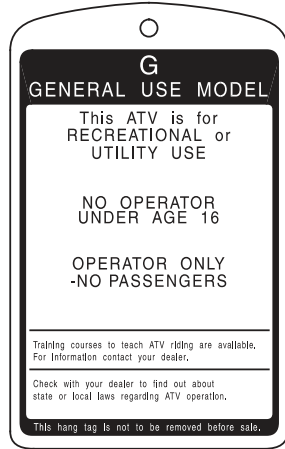 G
GENERAL USE MODEL
This ATV is for
RECREATIONAL or
UTILITY USE
NO OPERATOR
UNDER AGE 16
OPERATOR ONLY
-NO PASSENGERS
Training courses to teach ATV riding are available.
For information contact your dealer.
Check with your dealer to find out about
state or local laws regarding ATV operation.
This hang tag is not to be removed before sale.